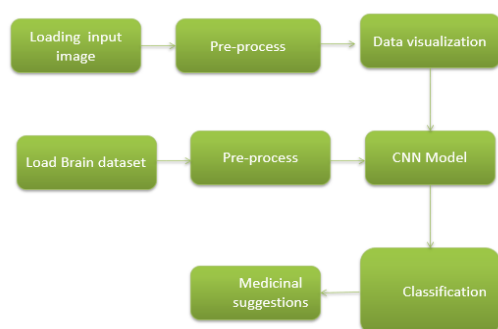 Loading input
image
Pre-process
Data visualization
Load Brain dataset
Pre-process
CNN Model
Medicinal
suggestions
Classification